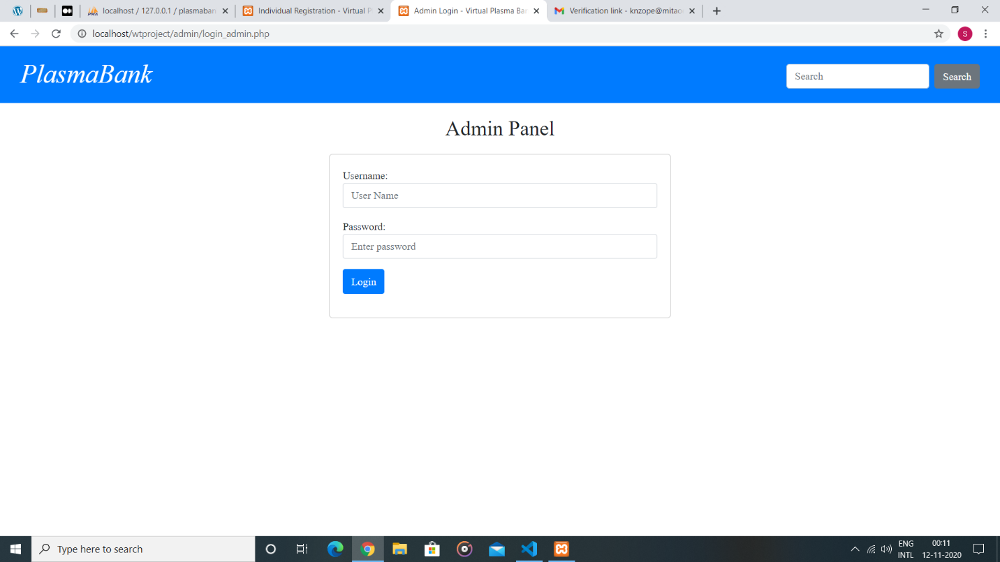 localhost / 127.0.0.1 / plasmaban
Individual Registration - Virtual P
Admin Login - Virtual Plasma Ban
Verification link - knzope@mitao
localhost/wtproject/admin/login_admin.php
S
PlasmaBank
Search
Search
Admin Panel
Username:
User Name
Password:
Enter password
Login
Type here to search
ENG
INTL
00:11
12-11-2020